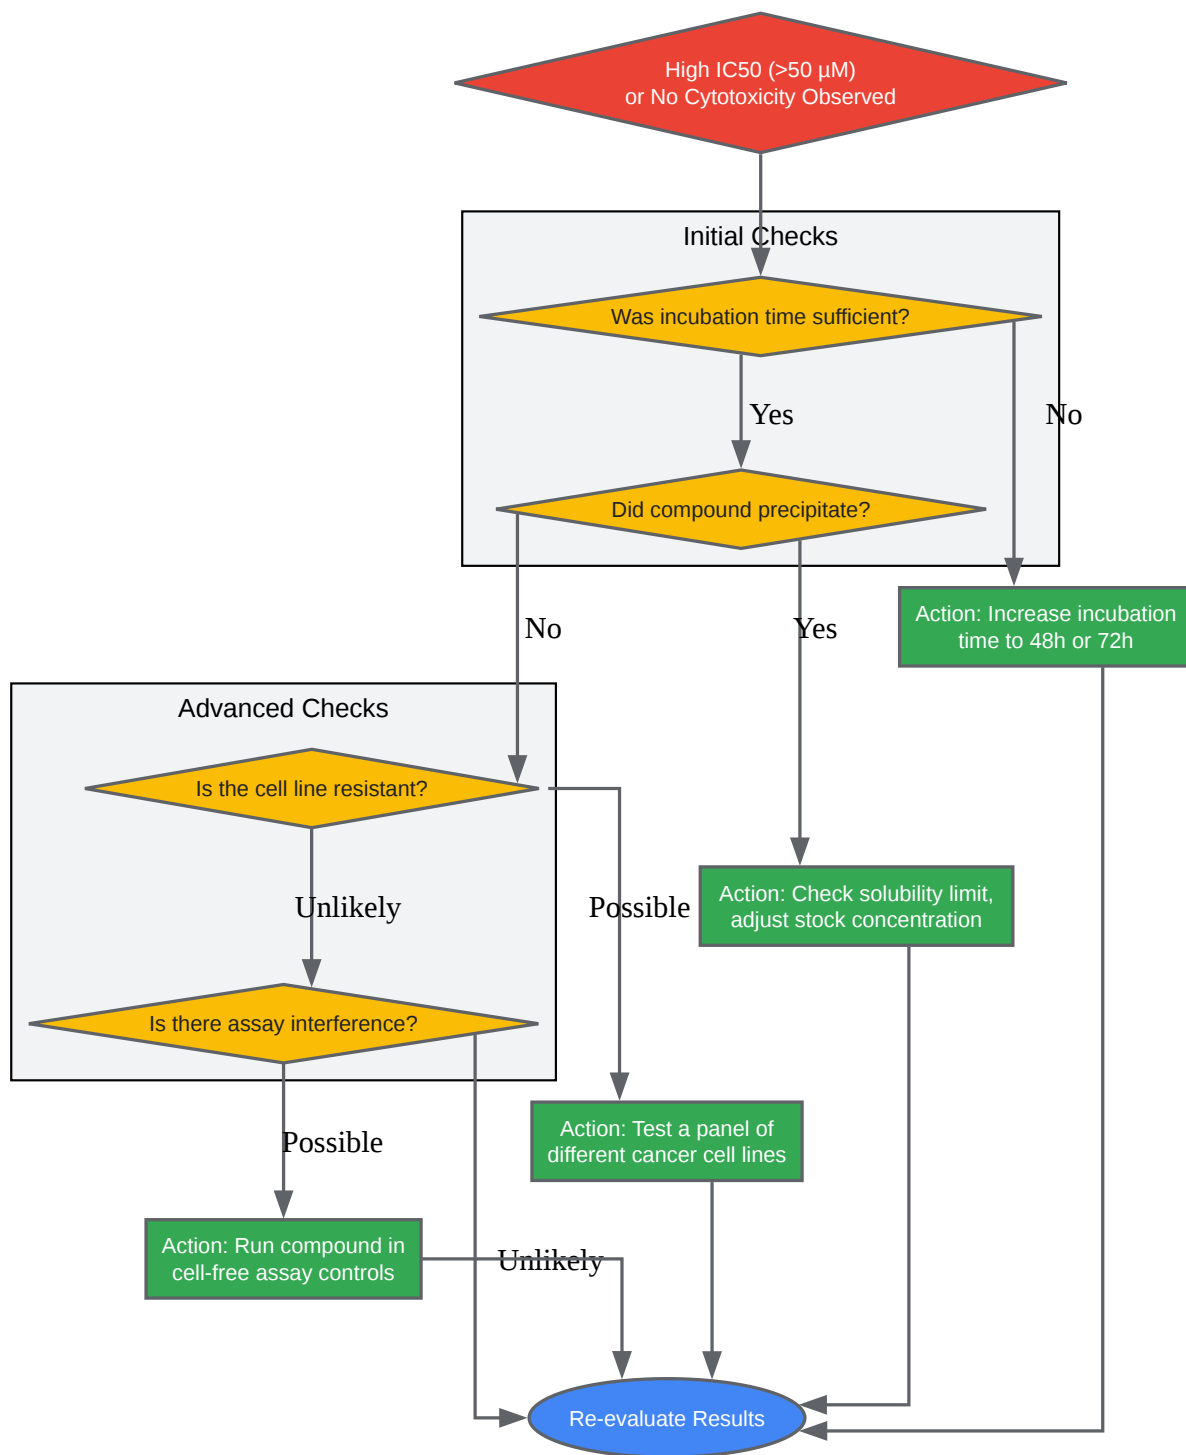 High IC50 (>50 µM)
or No Cytotoxicity Observed
Initial Checks
Was incubation time sufficient?
Yes
No
Did compound precipitate?
Action: Increase incubation
time to 48h or 72h
No
Yes
Advanced Checks
Is the cell line resistant?
Action: Check solubility limit,
adjust stock concentration
Unlikely
Possible
Is there assay interference?
Action: Test a panel of
different cancer cell lines
Possible
Action: Run compound in
cell-free assay controls
Unlikely
Re-evaluate Results